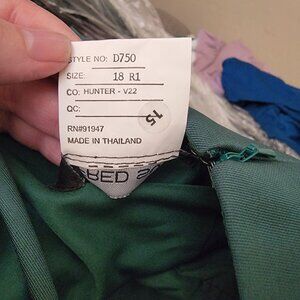 STYLE NO: D750
SIZE: 18 R1
CO: HUNTER - V22
QC:
15
RN#91947
MADE IN THAILAND